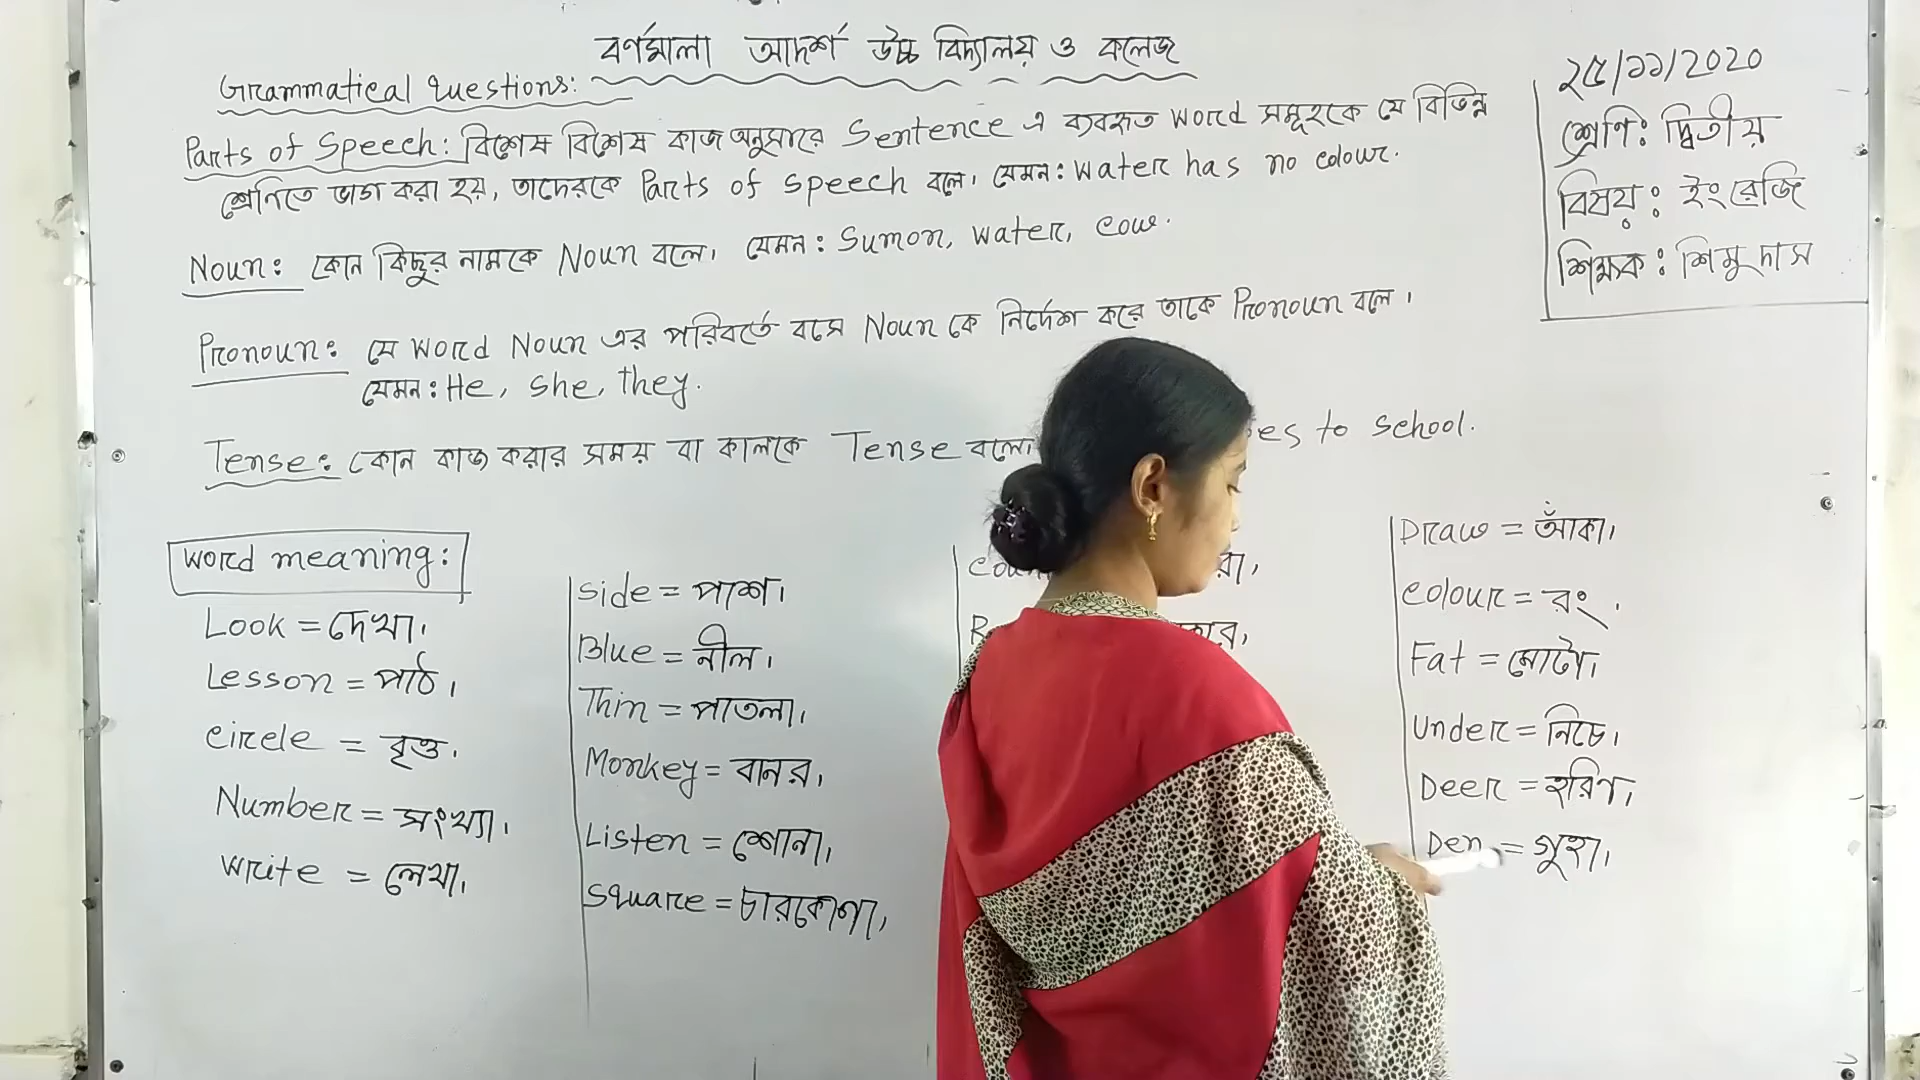 বর্ণমালা আদর্শ উচ্চ বিদ্যালয় ও কলেজ
Grammatical Questions:
Parts of Speech: বিশেষ বিশেষ কাজ অনুসারে Sentence এ ব্যবহৃত word সমূহকে যে বিভিন্ন
শ্রেণিতে ভাগ করা হয়, তাদেরকে Parts of speech বলে। যেমন: water has no colour.
Noun: কোন কিছুর নামকে Noun বলে। যেমন: Sumon, water, cow.
Pronoun: যে word Noun এর পরিবর্তে বসে Noun কে নির্দেশ করে তাকে Pronoun বলে।
যেমন: He, she, they.
Tense: কোন কাজ করার সময় বা কালকে Tense বলে। to school.
২৫/১১/2020
শ্রেণি: দ্বিতীয়
বিষয়: ইংরেজি
শিক্ষক: শিমু দাস
word meaning:
Look = দেখা।
Lesson = পাঠ।
circle = বৃত্ত।
Number = সংখ্যা।
write = লেখা।
side = পাশে।
Blue = নীল।
Thin = পাতলা।
Monkey = বানর।
Listen = শোনা।
square = চারকোণা।
Draw = আঁকা।
colour = রং।
Fat = মোটা।
under = নিচে।
Deer = হরিণ।
Den = গুহা।